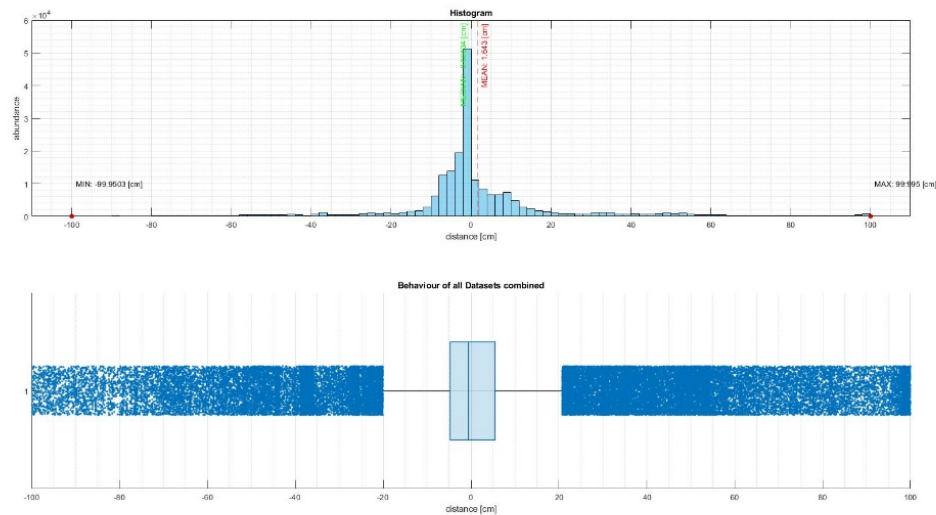 Histogram
×10⁴
6
5
4
3
2
1
0
abundance
MEAN: 1.643 [cm]
MIN: -99.9503 [cm]
MAX: 99.995 [cm]
-100 -80 -60 -40 -20 0 20 40 60 80 100
distance [cm]
Behaviour of all Datasets combined
1
-100 -80 -60 -40 -20 0 20 40 60 80 100
distance [cm]